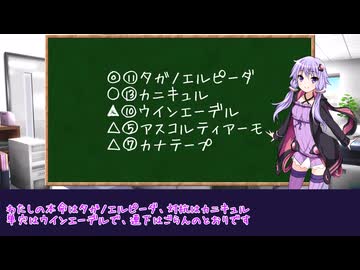 ◎⑪タガノエルピーダ
○⑬カニキュル
▲⑩ウインエーデル
△⑤アスコルティアーモ
△⑦カナテープ
わたしの本命はタガノエルピーダ、対抗はカニキュル
単穴はウインエーデルで、連下はごらんのとおりです